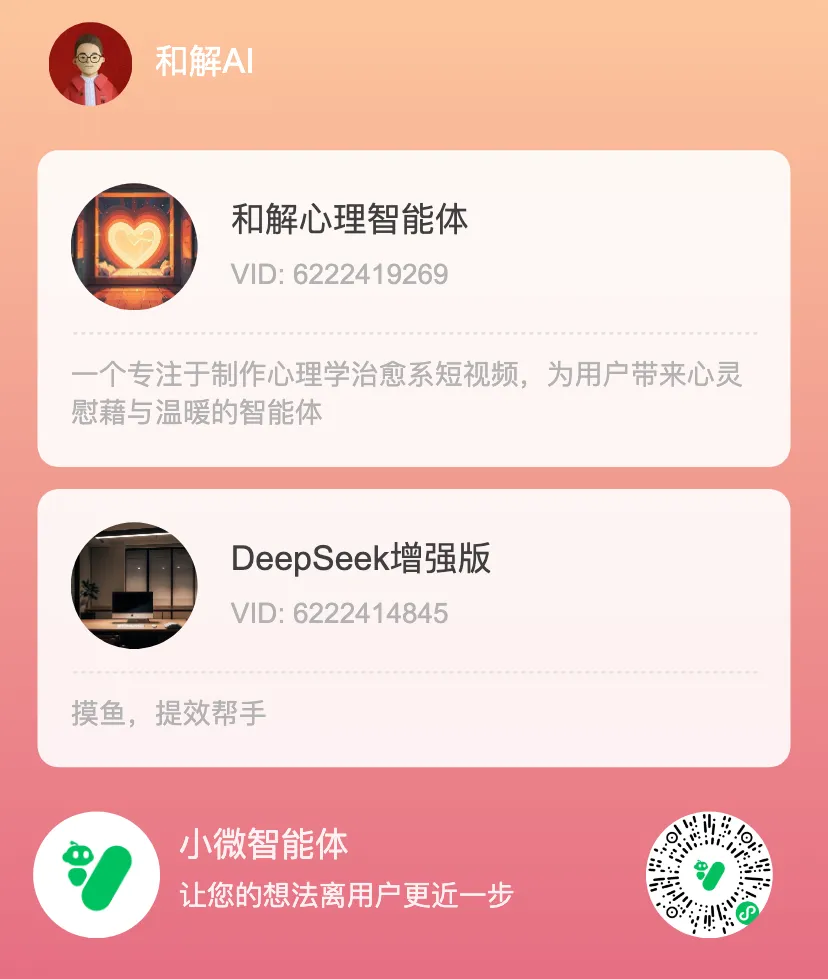 和解AI
和解心理智能体
VID: 6222419269
一个专注于制作心理学治愈系短视频，为用户带来心灵
慰藉与温暖的智能体
DeepSeek增强版
VID: 6222414845
摸鱼，提效帮手
小微智能体
让您的想法离用户更近一步